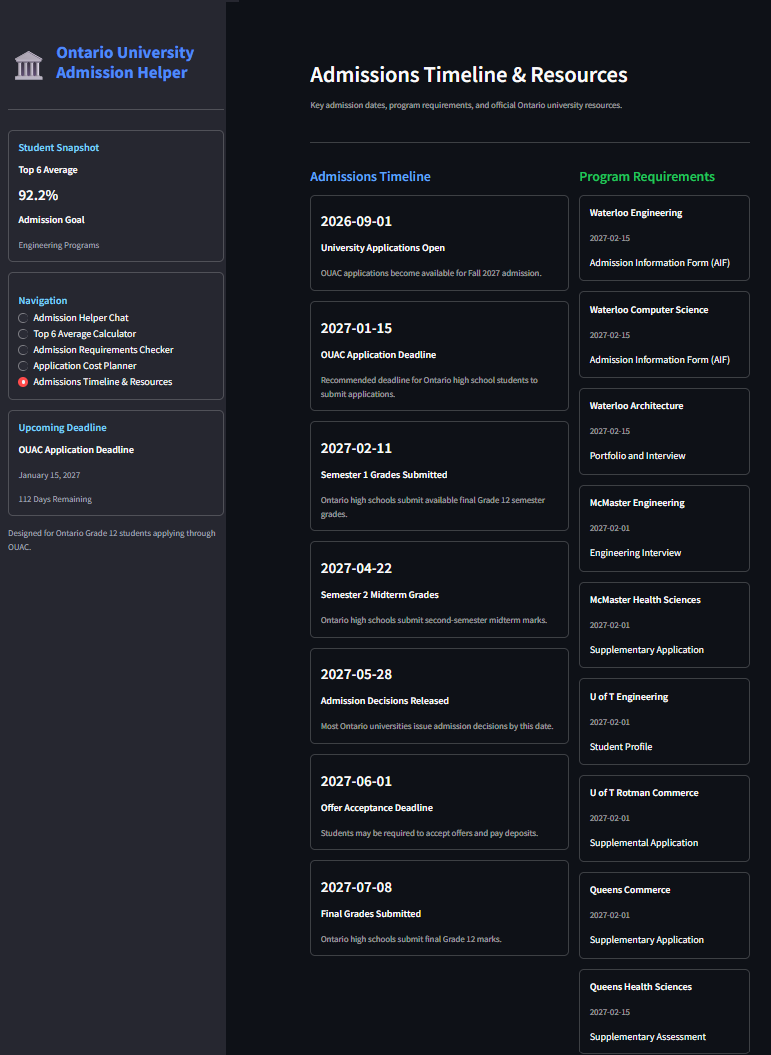 Ontario University
Admission Helper
Student Snapshot
Top 6 Average
92.2%
Admission Goal
Engineering Programs
Navigation
Admission Helper Chat
Top 6 Average Calculator
Admission Requirements Checker
Application Cost Planner
Admissions Timeline & Resources
Upcoming Deadline
OUAC Application Deadline
January 15, 2027
112 Days Remaining
Designed for Ontario Grade 12 students applying through
OUAC.
Admissions Timeline & Resources
Key admission dates, program requirements, and official Ontario university resources.
Admissions Timeline
2026-09-01
University Applications Open
OUAC applications become available for Fall 2027 admission.
2027-01-15
OUAC Application Deadline
Recommended deadline for Ontario high school students to
submit applications.
2027-02-11
Semester 1 Grades Submitted
Ontario high schools submit available final Grade 12 semester
grades.
2027-04-22
Semester 2 Midterm Grades
Ontario high schools submit second-semester midterm marks.
2027-05-28
Admission Decisions Released
Most Ontario universities issue admission decisions by this date.
2027-06-01
Offer Acceptance Deadline
Students may be required to accept offers and pay deposits.
2027-07-08
Final Grades Submitted
Ontario high schools submit final Grade 12 marks.
Program Requirements
Waterloo Engineering
2027-02-15
Admission Information Form (AIF)
Waterloo Computer Science
2027-02-15
Admission Information Form (AIF)
Waterloo Architecture
2027-02-15
Portfolio and Interview
McMaster Engineering
2027-02-01
Engineering Interview
McMaster Health Sciences
2027-02-01
Supplementary Application
U of T Engineering
2027-02-01
Student Profile
U of T Rotman Commerce
2027-02-01
Supplemental Application
Queens Commerce
2027-02-01
Supplementary Application
Queens Health Sciences
2027-02-15
Supplementary Assessment